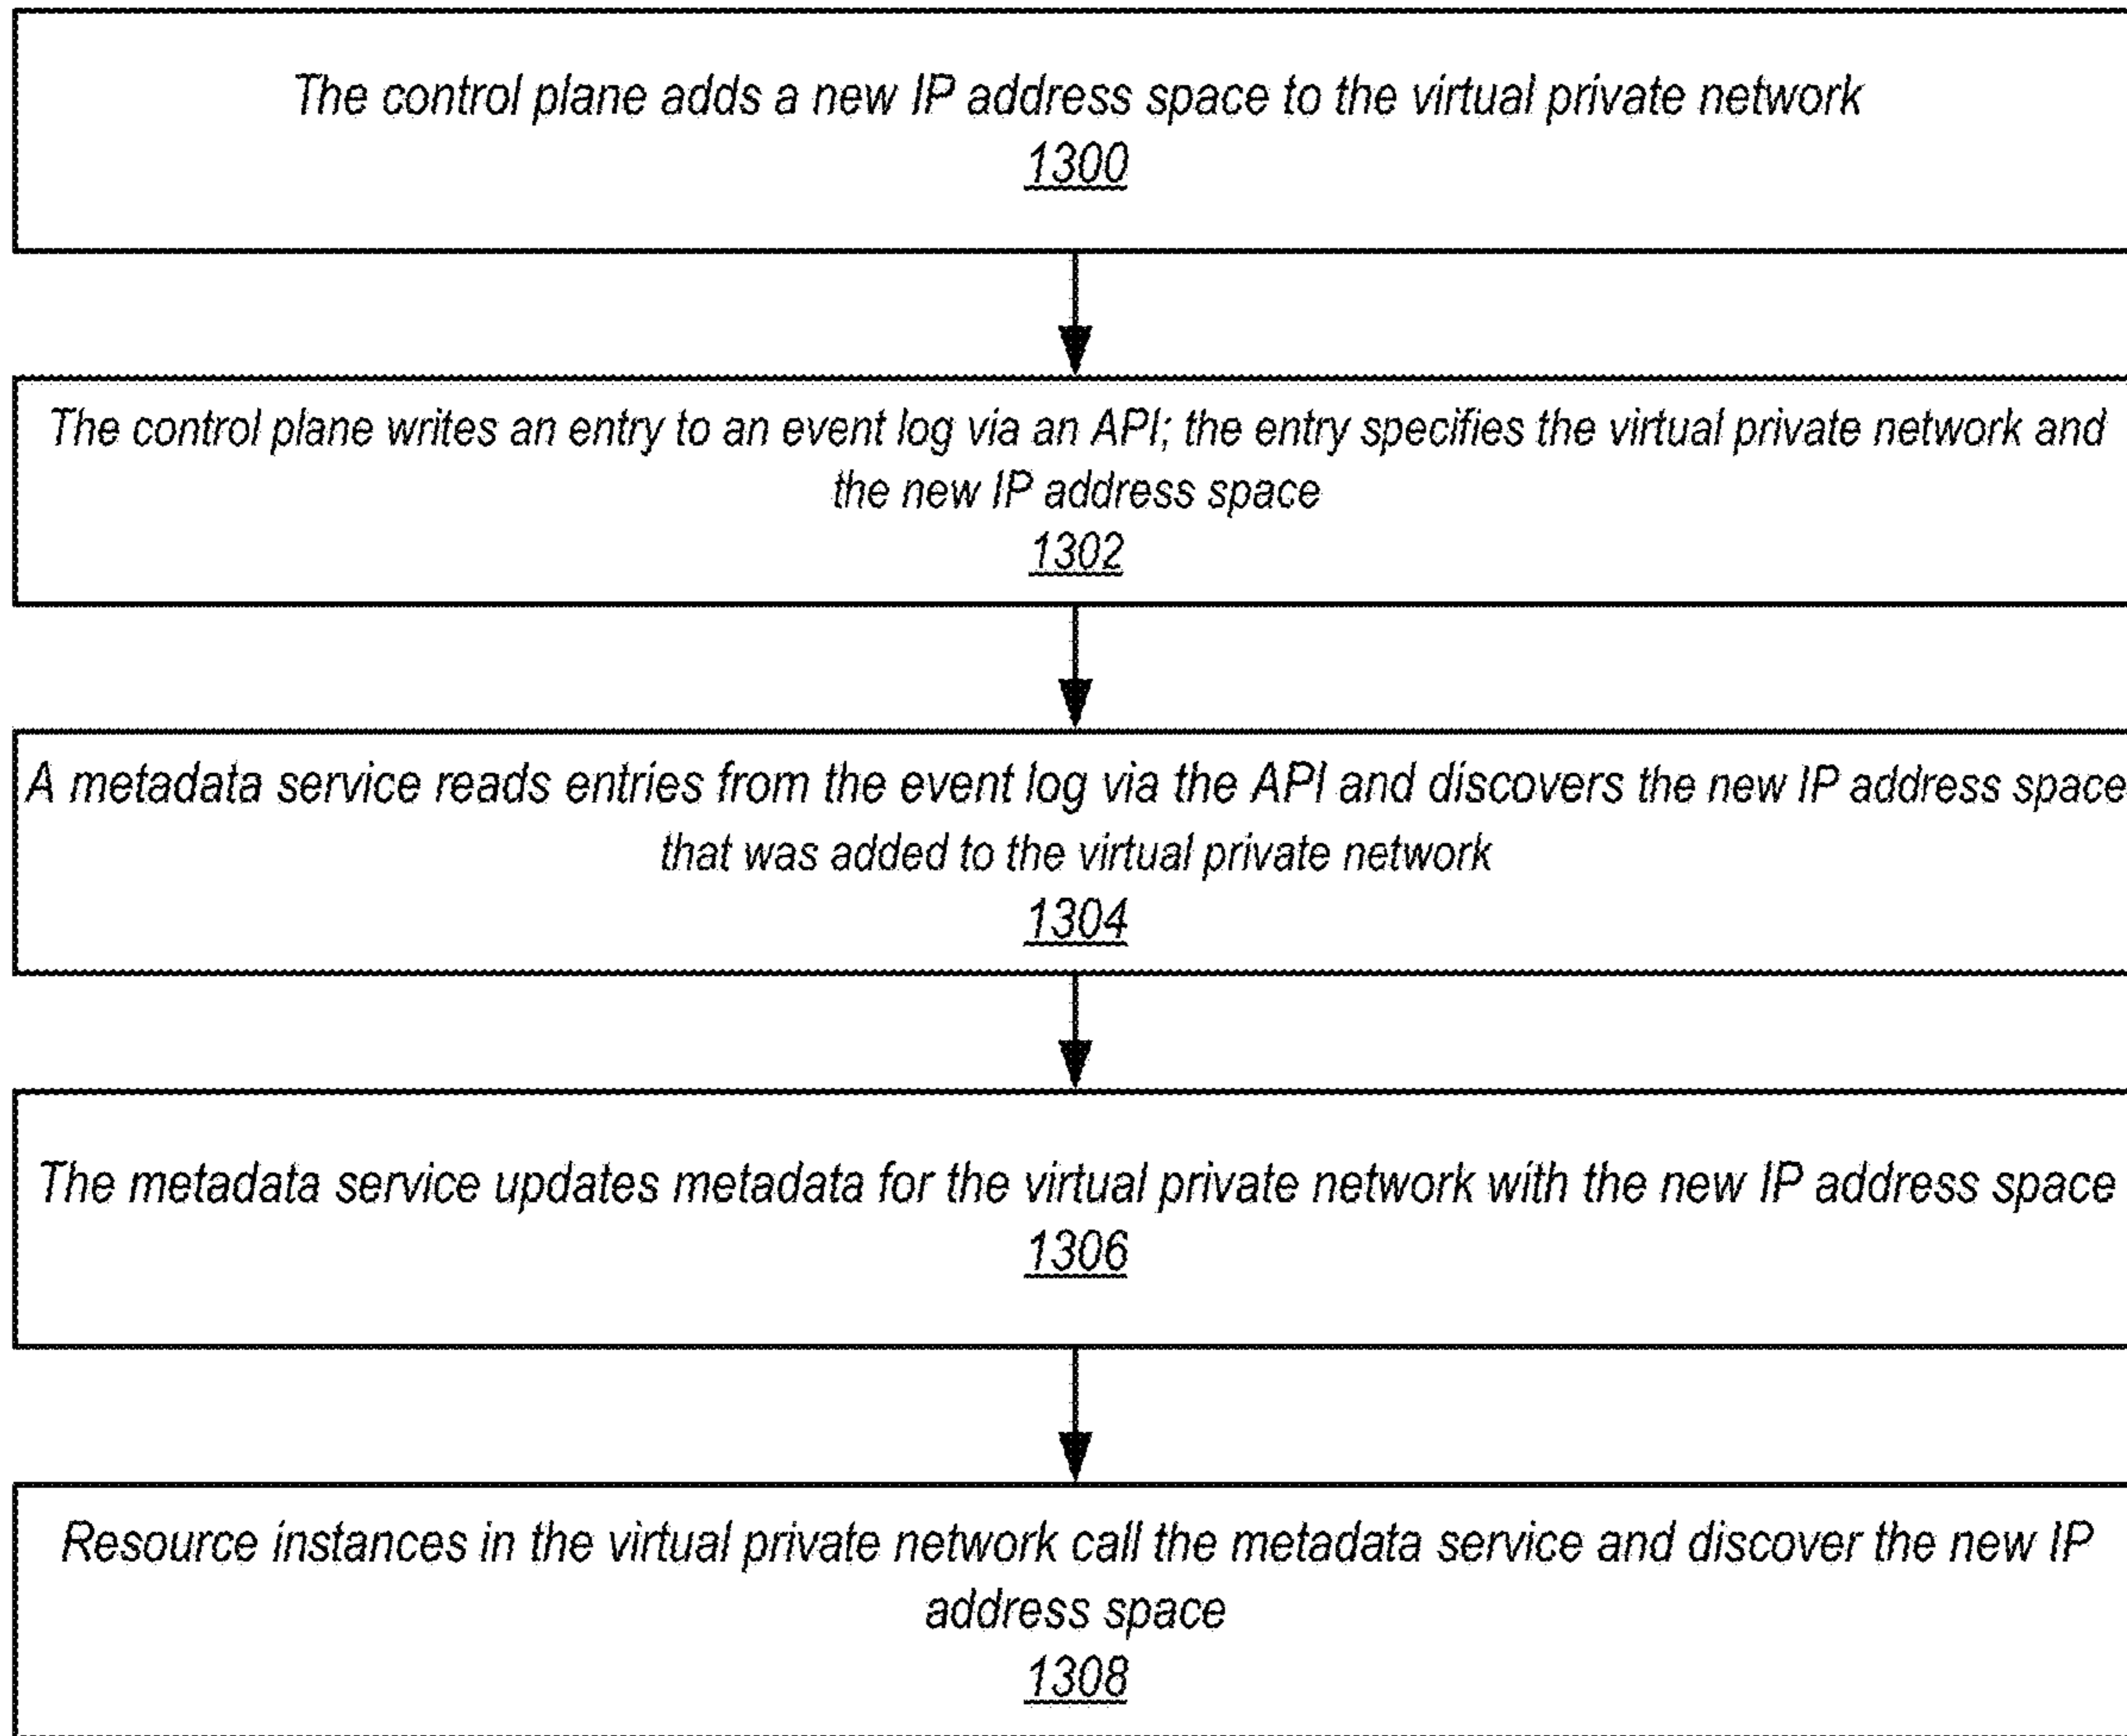 The control plane adds a new IP address space to the virtual private network
1300
The control plane writes an entry to an event log via an API; the entry specifies the virtual private network and
the new IP address space
1302
A metadata service reads entries from the event log via the API and discovers the new IP address space
that was added to the virtual private network
1304
The metadata service updates metadata for the virtual private network with the new IP address space
1306
Resource instances in the virtual private network call the metadata service and discover the new IP
address space
1308